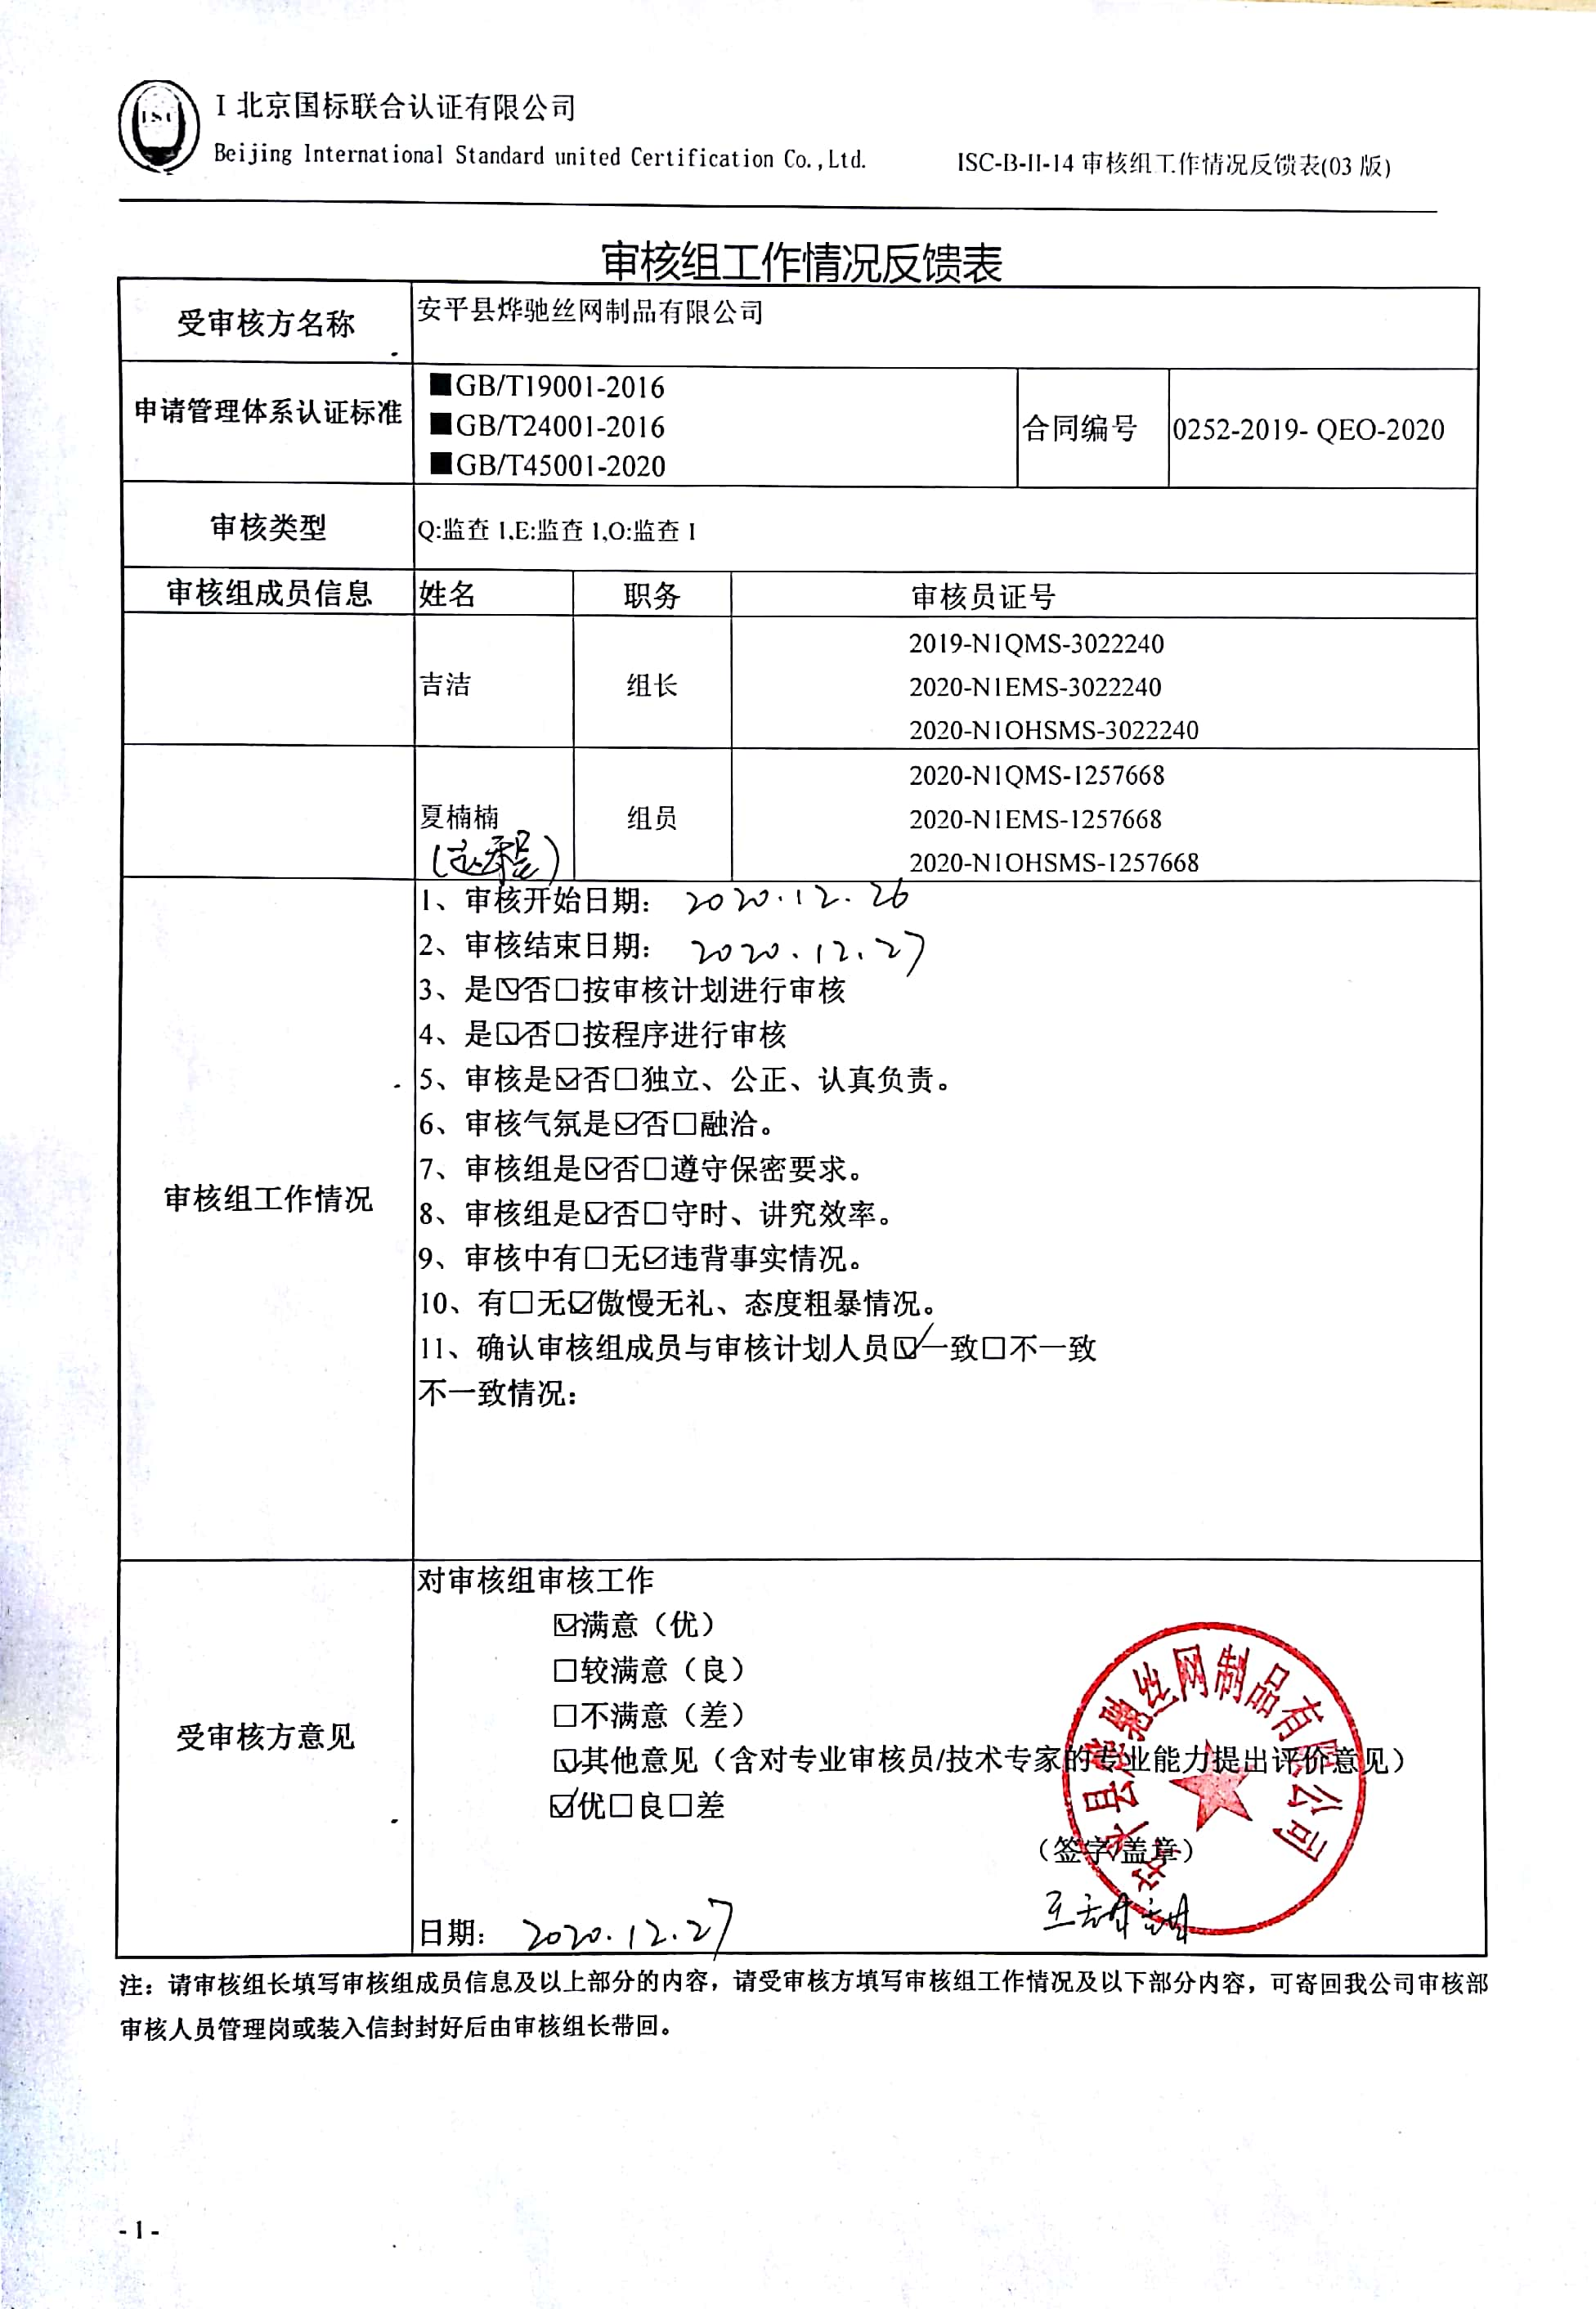 ISC
I 北京国标联合认证有限公司
Beijing International Standard united Certification Co.,Ltd.
ISC-B-II-14 审核组工作情况反馈表(03 版)
审核组工作情况反馈表
受审核方名称
安平县烨驰丝网制品有限公司
申请管理体系认证标准
■GB/T19001-2016
■GB/T24001-2016
■GB/T45001-2020
合同编号
0252-2019- QEO-2020
审核类型
Q:监查 1,E:监查 1,O:监查 1
审核组成员信息 姓名 职务 审核员证号
吉洁 组长
2019-N1QMS-3022240
2020-N1EMS-3022240
2020-N1OHSMS-3022240
夏楠楠
(远程)
组员
2020-N1QMS-1257668
2020-N1EMS-1257668
2020-N1OHSMS-1257668
审核组工作情况
1、审核开始日期： 2020.12.26
2、审核结束日期： 2020.12.27
3、是☑否□按审核计划进行审核
4、是☑否□按程序进行审核
5、审核是☑否□独立、公正、认真负责。
6、审核气氛是☑否□融洽。
7、审核组是☑否□遵守保密要求。
8、审核组是☑否□守时、讲究效率。
9、审核中有□无☑违背事实情况。
10、有□无☑傲慢无礼、态度粗暴情况。
11、确认审核组成员与审核计划人员☑一致□不一致
不一致情况：
受审核方意见
对审核组审核工作
☑满意（优）
□较满意（良）
□不满意（差）
☑其他意见（含对专业审核员/技术专家的专业能力提出评价意见）
☑优□良□差
（签字/盖章）
安平县烨驰丝网制品有限公司
日期： 2020.12.27
注：请审核组长填写审核组成员信息及以上部分的内容，请受审核方填写审核组工作情况及以下部分内容，可寄回我公司审核部
审核人员管理岗或装入信封封好后由审核组长带回。
- 1 -